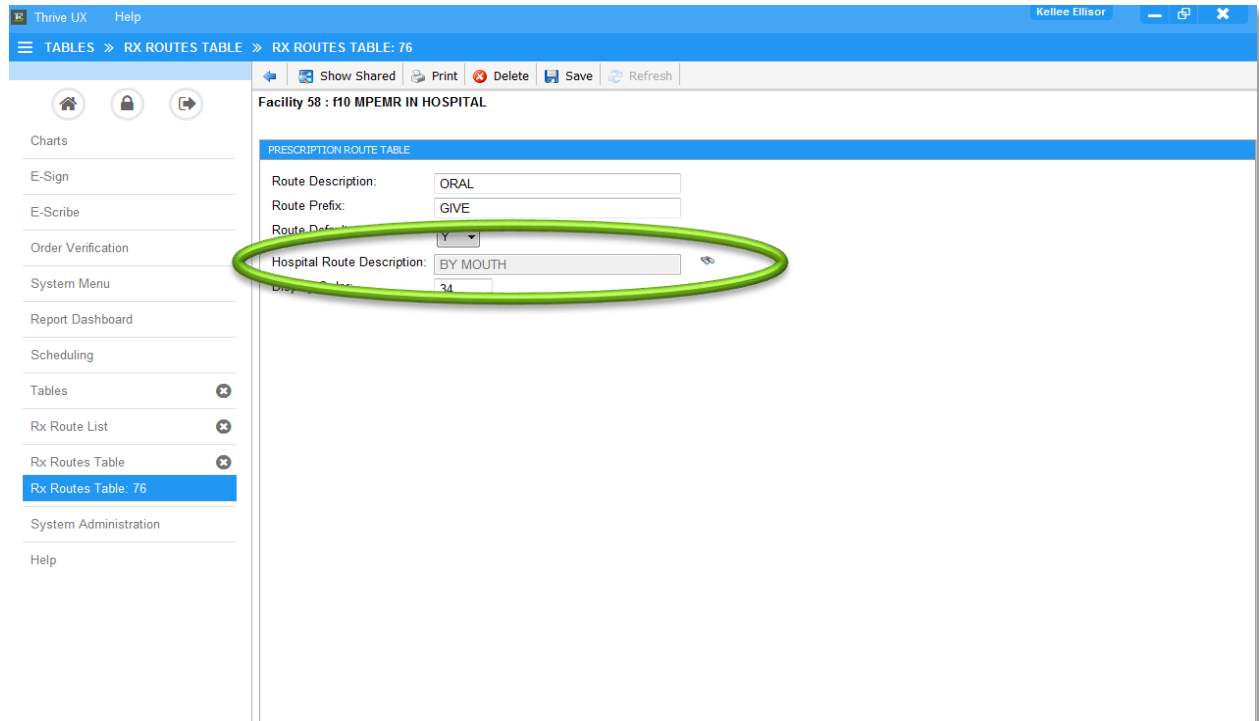 Thrive UX Help Kellee Ellisor
TABLES » RX ROUTES TABLE » RX ROUTES TABLE: 76
Show Shared Print Delete Save Refresh
Facility 58 : f10 MPEMR IN HOSPITAL
Charts
E-Sign
E-Scribe
Order Verification
System Menu
Report Dashboard
Scheduling
Tables
Rx Route List
Rx Routes Table
Rx Routes Table: 76
System Administration
Help
PRESCRIPTION ROUTE TABLE
Route Description: ORAL
Route Prefix: GIVE
Route Y
Hospital Route Description: BY MOUTH
34